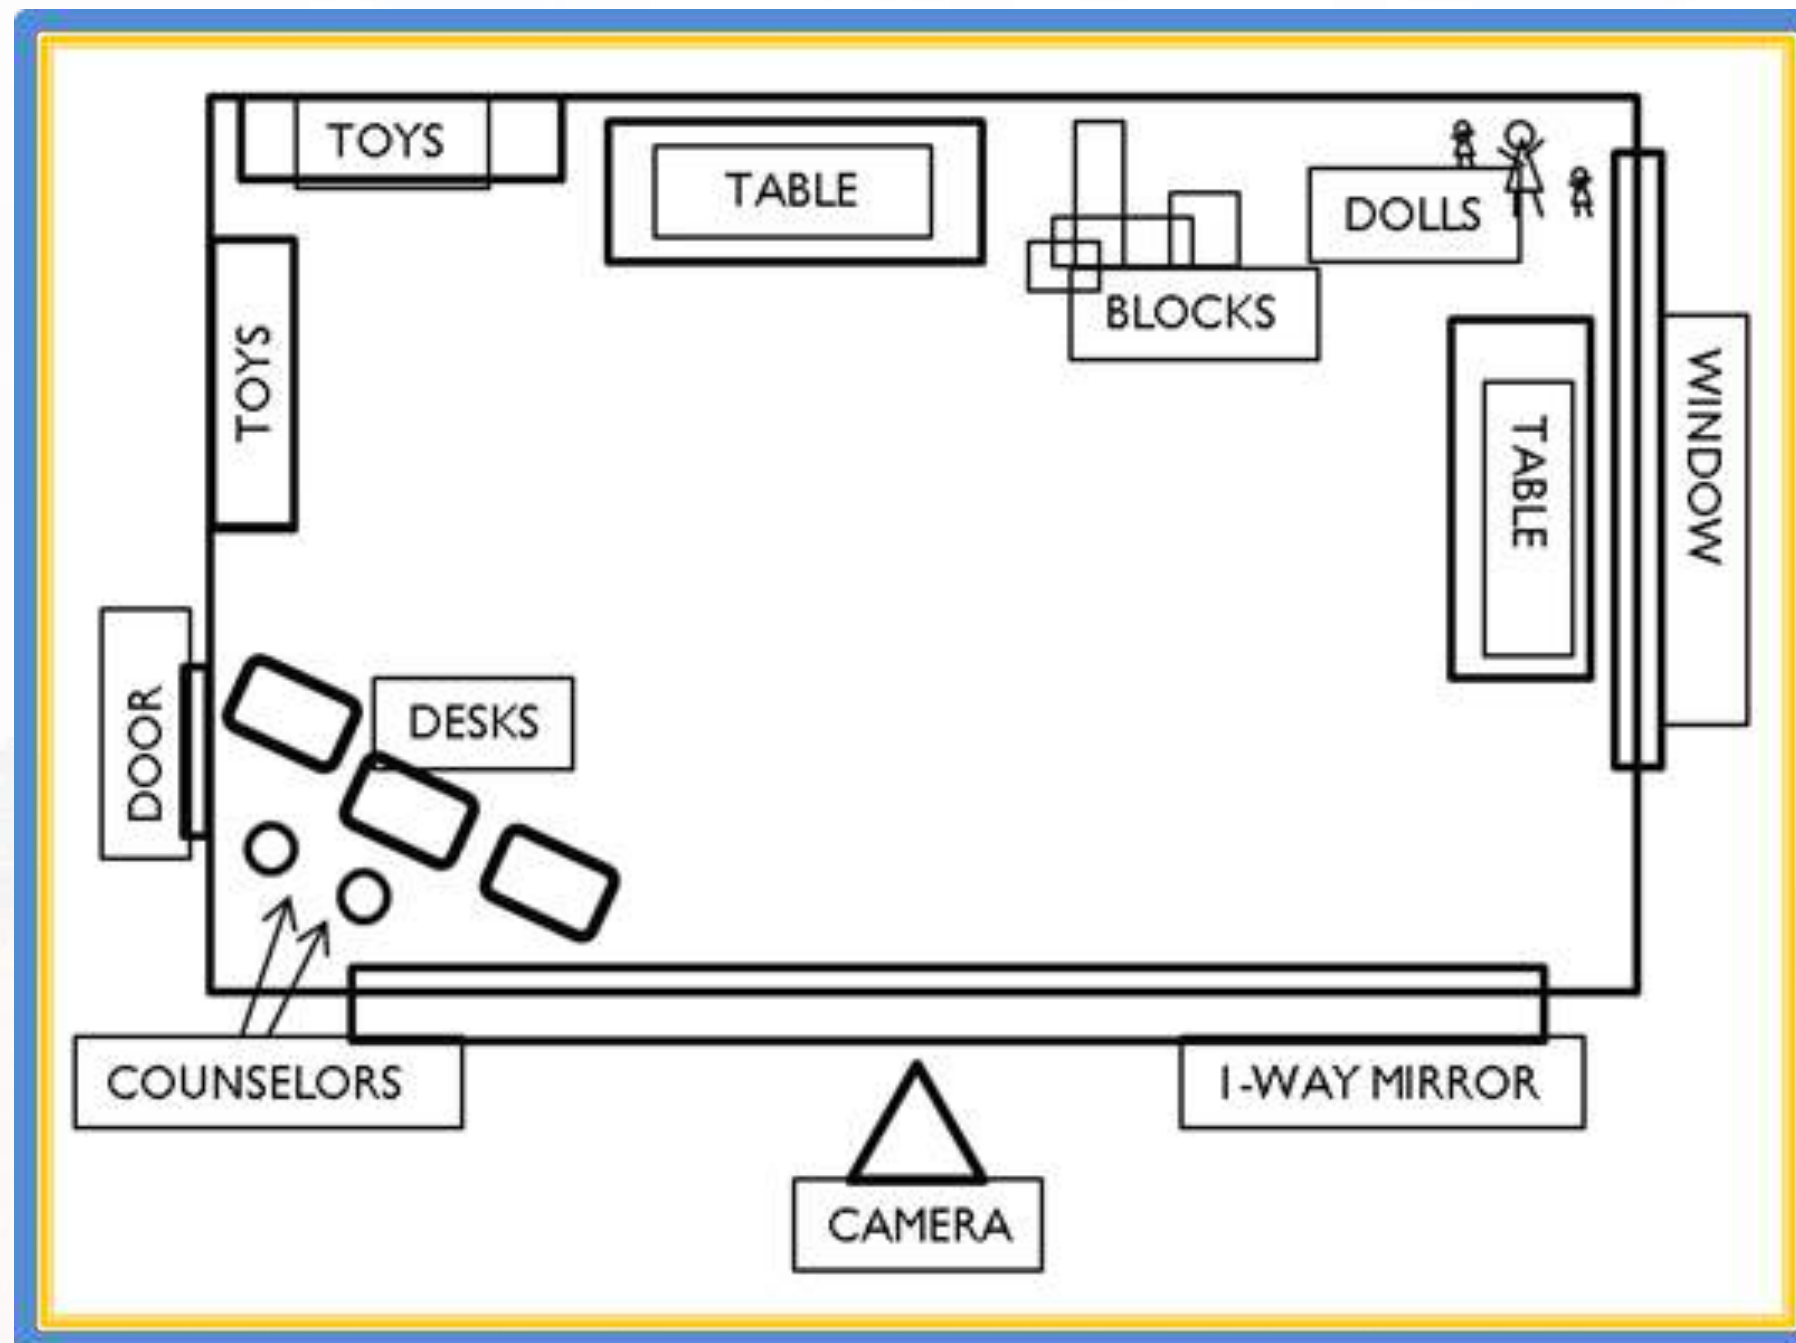 TOYS
TABLE
DOLLS
BLOCKS
TOYS
TABLE
WINDOW
DOOR
DESKS
COUNSELORS
1-WAY MIRROR
CAMERA